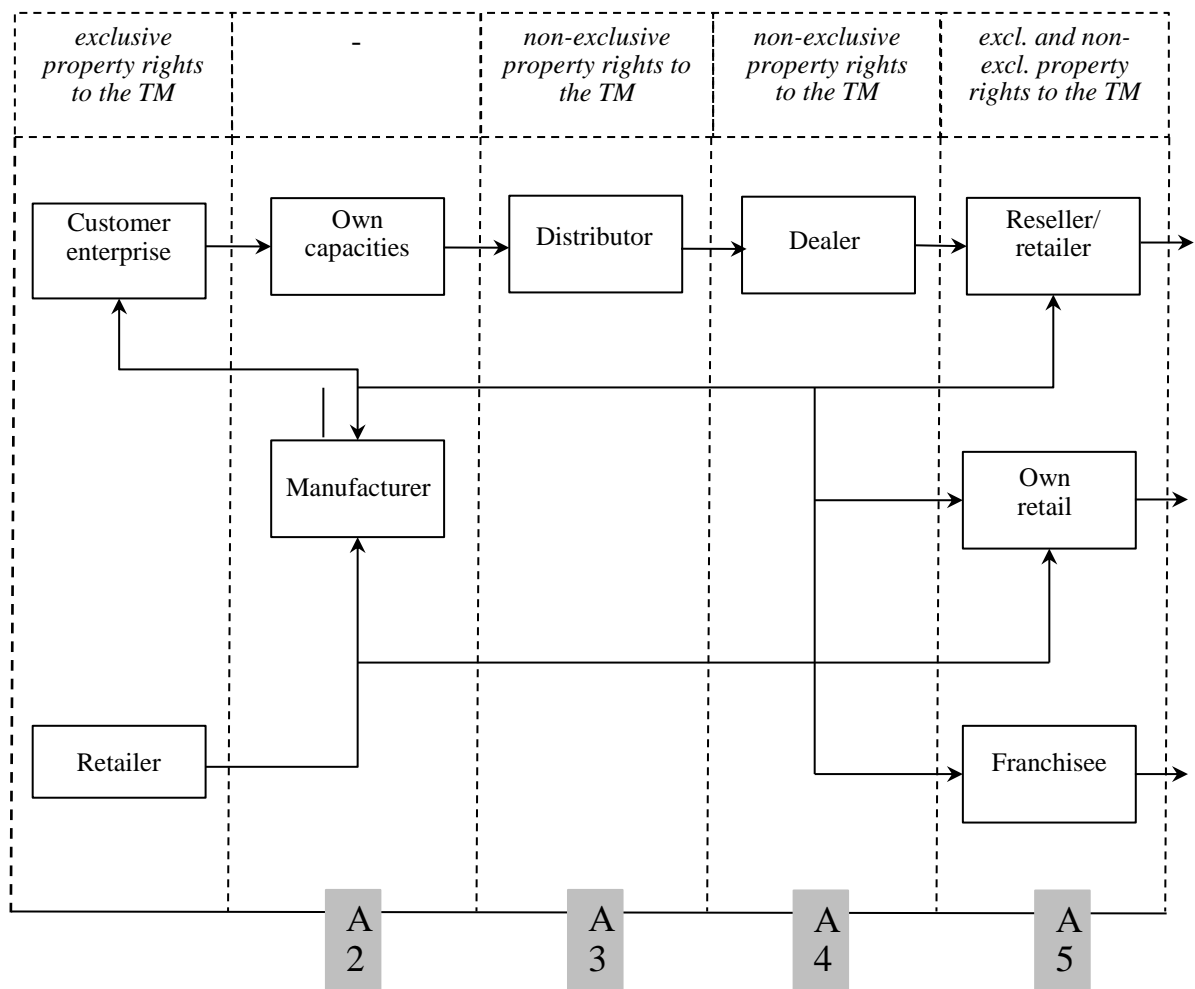 exclusive
property rights
to the TM
-
non-exclusive
property rights to
the TM
non-exclusive
property rights
to the TM
excl. and non-
excl. property
rights to the TM
Customer
enterprise
Own
capacities
Distributor
Dealer
Reseller/
retailer
Manufacturer
Own
retail
Retailer
Franchisee
A
2
A
3
A
4
A
5